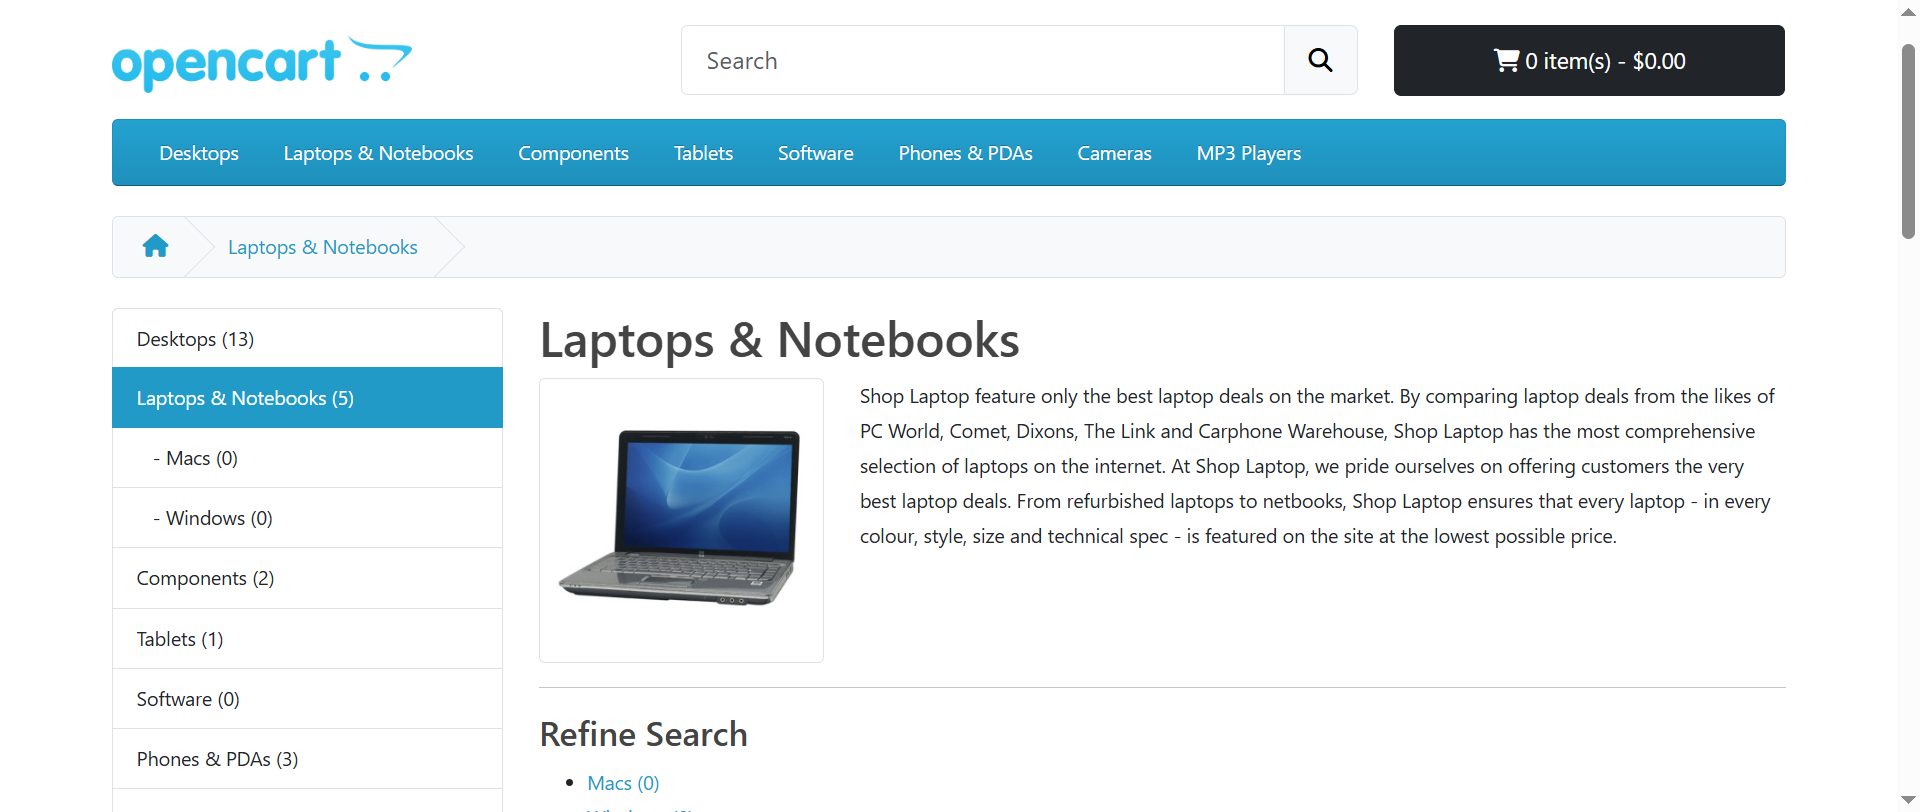 opencart
Search
0 item(s) - $0.00
Desktops
Laptops & Notebooks
Components
Tablets
Software
Phones & PDAs
Cameras
MP3 Players
Laptops & Notebooks
Desktops (13)
Laptops & Notebooks (5)
- Macs (0)
- Windows (0)
Components (2)
Tablets (1)
Software (0)
Phones & PDAs (3)
Laptops & Notebooks
Shop Laptop feature only the best laptop deals on the market. By comparing laptop deals from the likes of
PC World, Comet, Dixons, The Link and Carphone Warehouse, Shop Laptop has the most comprehensive
selection of laptops on the internet. At Shop Laptop, we pride ourselves on offering customers the very
best laptop deals. From refurbished laptops to netbooks, Shop Laptop ensures that every laptop - in every
colour, style, size and technical spec - is featured on the site at the lowest possible price.
Refine Search
Macs (0)